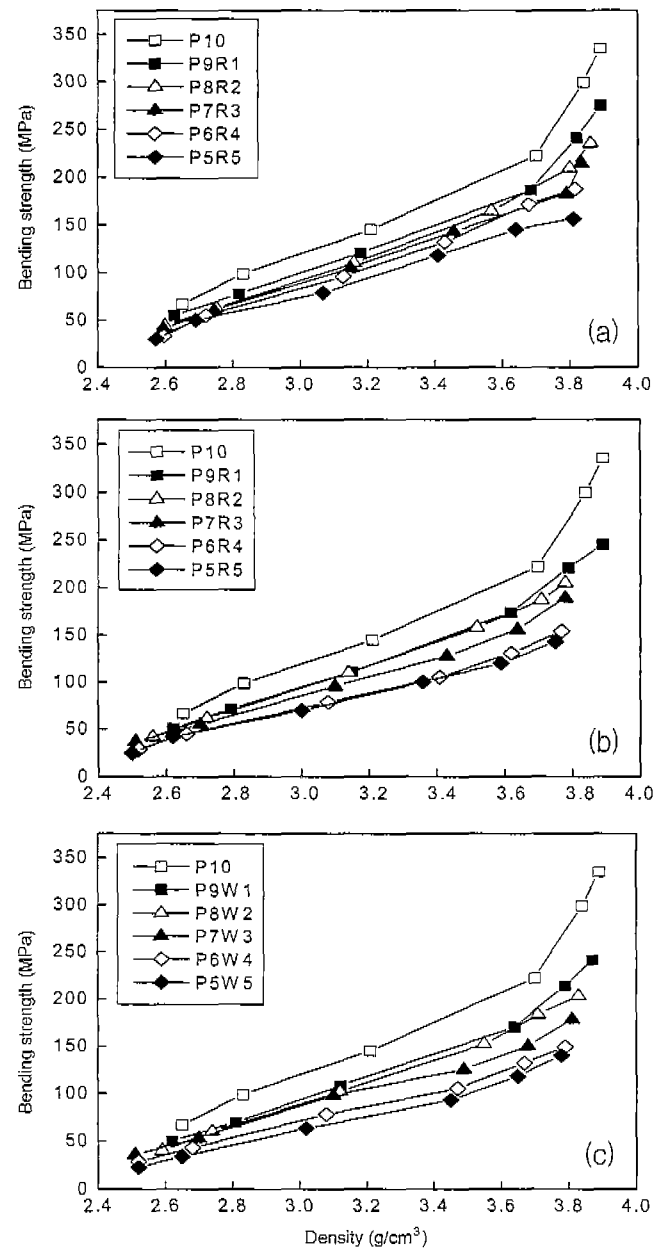 350
300
250
200
150
100
50
0
Bending strength (MPa)
P10
P9R1
P8R2
P7R3
P6R4
P5R5
(a)
2.4 2.6 2.8 3.0 3.2 3.4 3.6 3.8 4.0
350
300
250
200
150
100
50
0
Bending strength (MPa)
P10
P9R1
P8R2
P7R3
P6R4
P5R5
(b)
2.4 2.6 2.8 3.0 3.2 3.4 3.6 3.8 4.0
350
300
250
200
150
100
50
0
Bending strength (MPa)
P10
P9W1
P8W2
P7W3
P6W4
P5W5
(c)
2.4 2.6 2.8 3.0 3.2 3.4 3.6 3.8 4.0
Density (g/cm³)